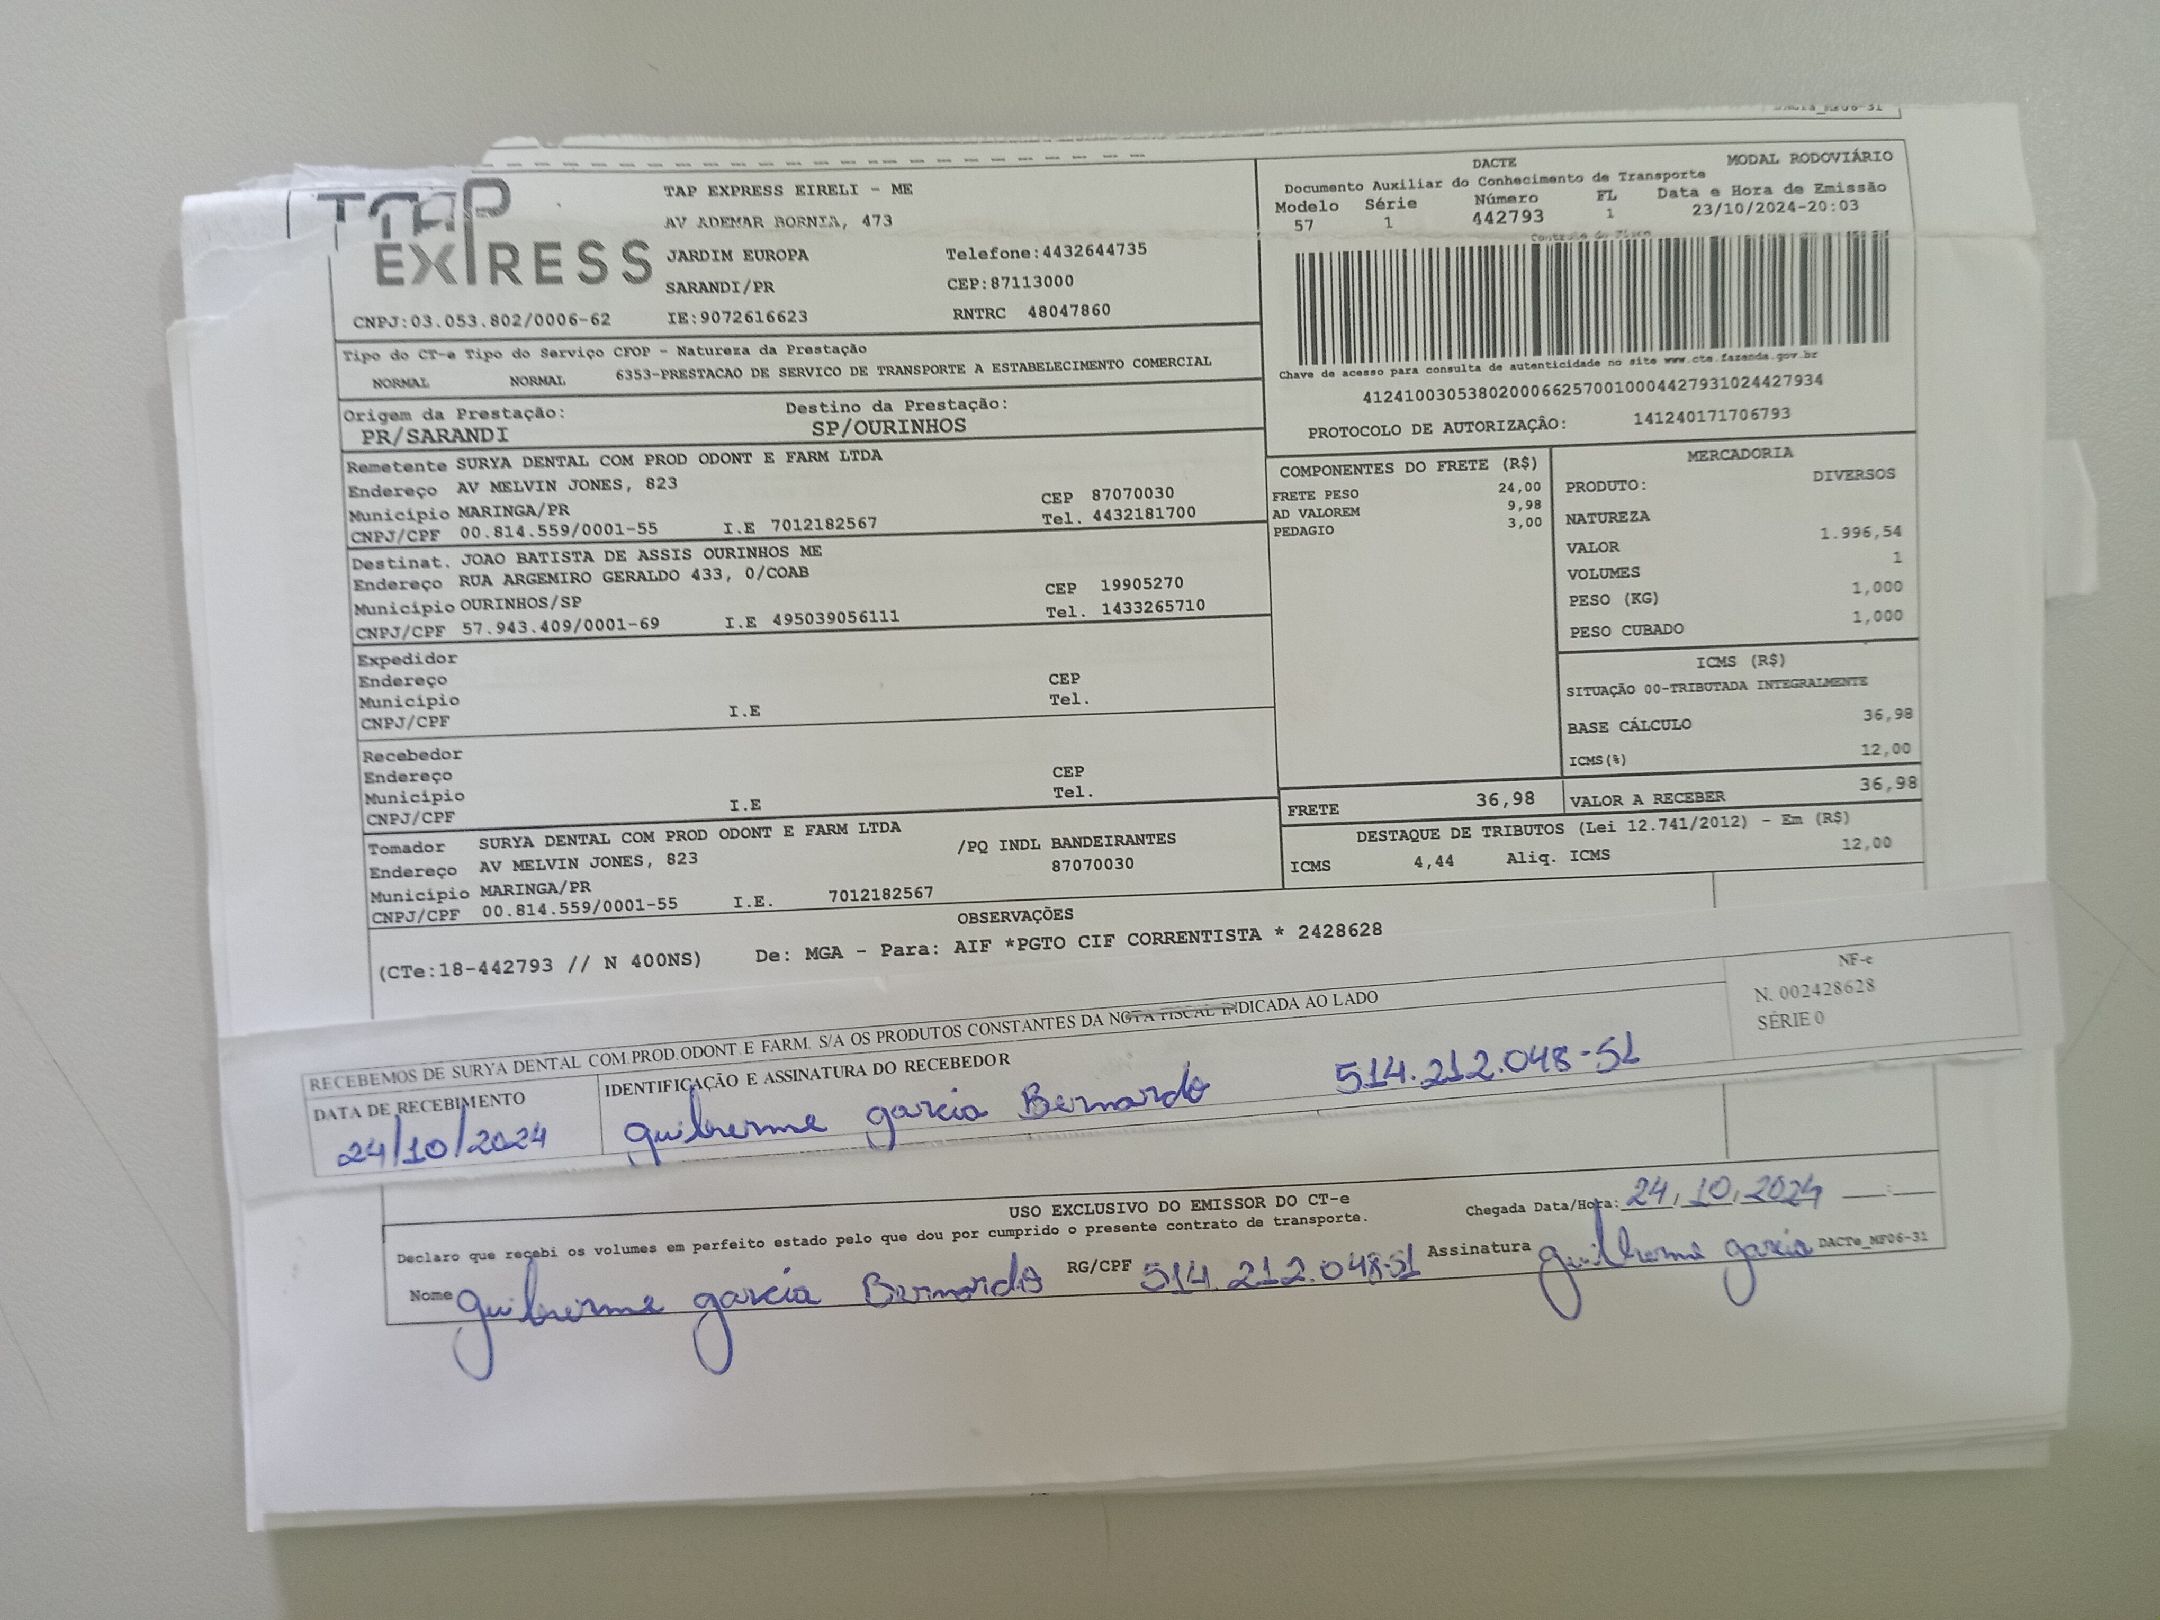 DACTe_MF06-31
TAP
EXPRESS
TAP EXPRESS EIRELI - ME
AV ADEMAR BORNIA, 473
JARDIM EUROPA Telefone:4432644735
SARANDI/PR CEP:87113000
CNPJ:03.053.802/0006-62 IE:9072616623 RNTRC 48047860
DACTE MODAL RODOVIÁRIO
Documento Auxiliar do Conhecimento de Transporte
Modelo Série Número FL Data e Hora de Emissão
57 1 442793 1 23/10/2024-20:03
Controle do Fisco
Chave de acesso para consulta de autenticidade no site www.cte.fazenda.gov.br
41241003053802000662570010004427931024427934
PROTOCOLO DE AUTORIZAÇÂO: 141240171706793
Tipo do CT-e Tipo do Serviço CFOP - Natureza da Prestação
NORMAL NORMAL 6353-PRESTACAO DE SERVICO DE TRANSPORTE A ESTABELECIMENTO COMERCIAL
Origem da Prestação: Destino da Prestação:
PR/SARANDI SP/OURINHOS
Remetente SURYA DENTAL COM PROD ODONT E FARM LTDA
Endereço AV MELVIN JONES, 823
Município MARINGA/PR CEP 87070030
CNPJ/CPF 00.814.559/0001-55 I.E 7012182567 Tel. 4432181700
Destinat. JOAO BATISTA DE ASSIS OURINHOS ME
Endereço RUA ARGEMIRO GERALDO 433, 0/COAB
Município OURINHOS/SP CEP 19905270
CNPJ/CPF 57.943.409/0001-69 I.E 495039056111 Tel. 1433265710
Expedidor
Endereço
Município CEP
CNPJ/CPF I.E Tel.
Recebedor
Endereço
Município CEP
CNPJ/CPF I.E Tel.
Tomador SURYA DENTAL COM PROD ODONT E FARM LTDA
Endereço AV MELVIN JONES, 823 /PQ INDL BANDEIRANTES
Município MARINGA/PR 87070030
CNPJ/CPF 00.814.559/0001-55 I.E. 7012182567
COMPONENTES DO FRETE (R$)
FRETE PESO 24,00
AD VALOREM 9,98
PEDAGIO 3,00
MERCADORIA
PRODUTO: DIVERSOS
NATUREZA
VALOR 1.996,54
VOLUMES 1
PESO (KG) 1,000
PESO CUBADO 1,000
ICMS (R$)
SITUAÇÃO 00-TRIBUTADA INTEGRALMENTE
BASE CÁLCULO 36,98
ICMS(%) 12,00
FRETE 36,98 VALOR A RECEBER 36,98
DESTAQUE DE TRIBUTOS (Lei 12.741/2012) - Em (R$)
ICMS 4,44 Aliq. ICMS 12,00
OBSERVAÇÕES
(CTe:18-442793 // N 400NS) De: MGA - Para: AIF *PGTO CIF CORRENTISTA * 2428628
RECEBEMOS DE SURYA DENTAL COM.PROD.ODONT.E FARM. S/A OS PRODUTOS CONSTANTES DA NOTA FISCAL INDICADA AO LADO
NF-e
N. 002428628
SÉRIE 0
DATA DE RECEBIMENTO IDENTIFICAÇÃO E ASSINATURA DO RECEBEDOR
24/10/2024 guilherme garcia Bernardo 514.212.048-51
USO EXCLUSIVO DO EMISSOR DO CT-e
Declaro que recebi os volumes em perfeito estado pelo que dou por cumprido o presente contrato de transporte.
Chegada Data/Hora: 24/10/2024 :
Nome guilherme garcia Bernardo RG/CPF 514.212.048-51 Assinatura guilherme garcia DACTe_MF06-31